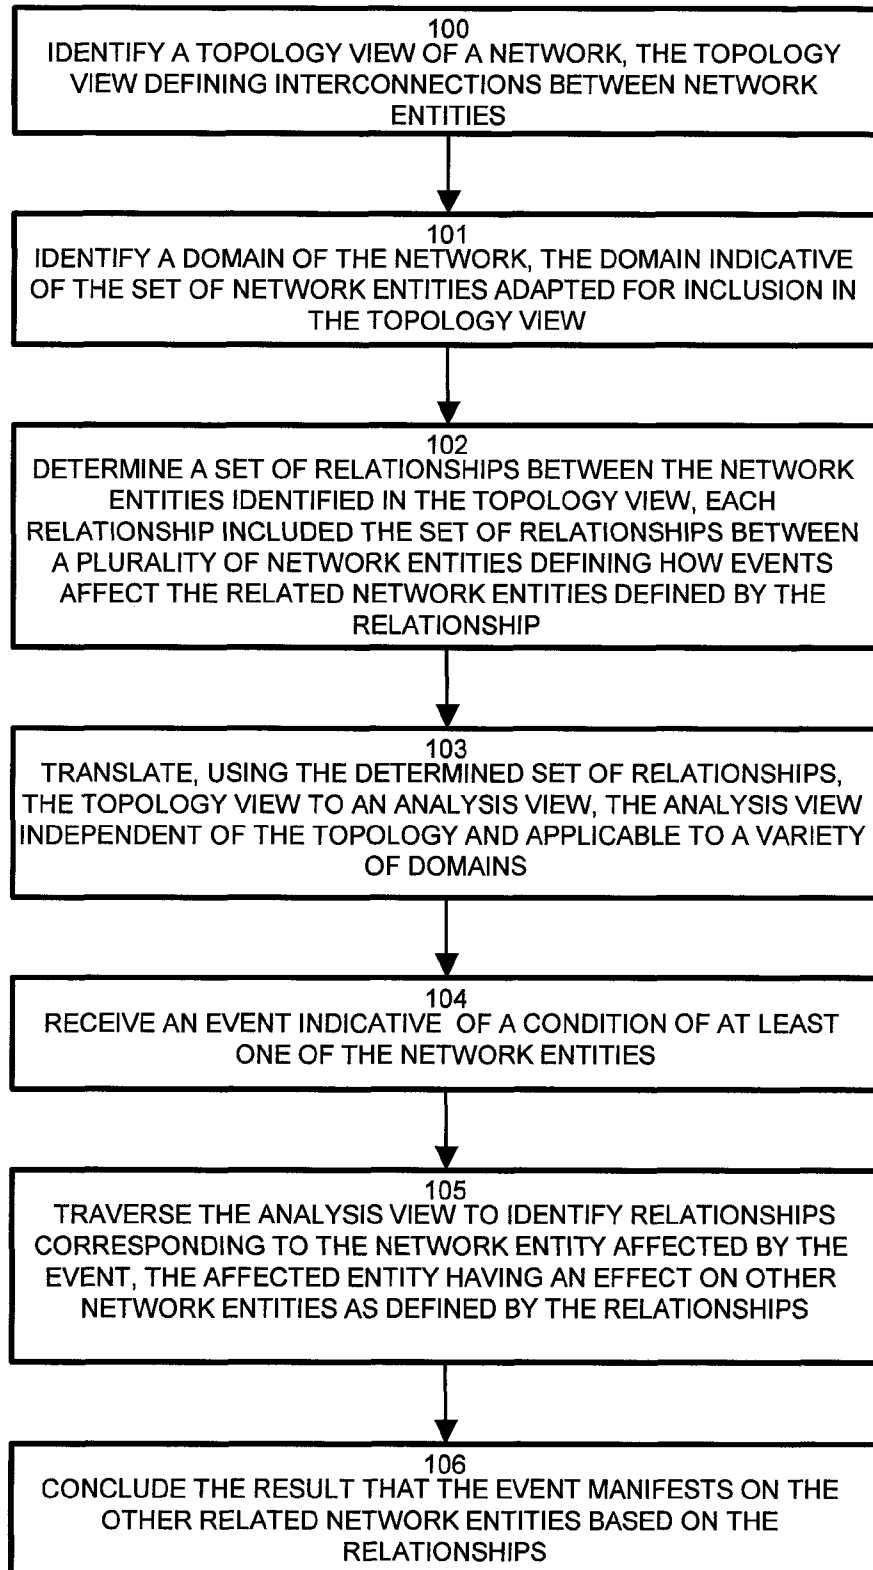 100
IDENTIFY A TOPOLOGY VIEW OF A NETWORK, THE TOPOLOGY
VIEW DEFINING INTERCONNECTIONS BETWEEN NETWORK
ENTITIES
101
IDENTIFY A DOMAIN OF THE NETWORK, THE DOMAIN INDICATIVE
OF THE SET OF NETWORK ENTITIES ADAPTED FOR INCLUSION IN
THE TOPOLOGY VIEW
102
DETERMINE A SET OF RELATIONSHIPS BETWEEN THE NETWORK
ENTITIES IDENTIFIED IN THE TOPOLOGY VIEW, EACH
RELATIONSHIP INCLUDED THE SET OF RELATIONSHIPS BETWEEN
A PLURALITY OF NETWORK ENTITIES DEFINING HOW EVENTS
AFFECT THE RELATED NETWORK ENTITIES DEFINED BY THE
RELATIONSHIP
103
TRANSLATE, USING THE DETERMINED SET OF RELATIONSHIPS,
THE TOPOLOGY VIEW TO AN ANALYSIS VIEW, THE ANALYSIS VIEW
INDEPENDENT OF THE TOPOLOGY AND APPLICABLE TO A VARIETY
OF DOMAINS
104
RECEIVE AN EVENT INDICATIVE OF A CONDITION OF AT LEAST
ONE OF THE NETWORK ENTITIES
105
TRAVERSE THE ANALYSIS VIEW TO IDENTIFY RELATIONSHIPS
CORRESPONDING TO THE NETWORK ENTITY AFFECTED BY THE
EVENT, THE AFFECTED ENTITY HAVING AN EFFECT ON OTHER
NETWORK ENTITIES AS DEFINED BY THE RELATIONSHIPS
106
CONCLUDE THE RESULT THAT THE EVENT MANIFESTS ON THE
OTHER RELATED NETWORK ENTITIES BASED ON THE
RELATIONSHIPS